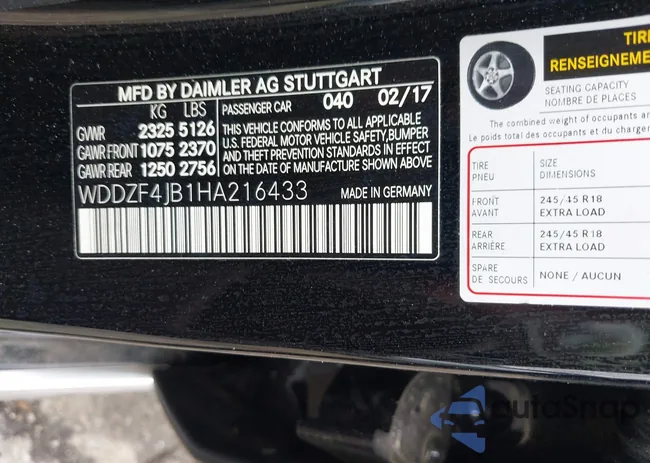 MFD BY DAIMLER AG STUTTGART
KG LBS
GVWR 2325 5126
GAWR FRONT 1075 2370
GAWR REAR 1250 2756
PASSENGER CAR 040 02/17
THIS VEHICLE CONFORMS TO ALL APPLICABLE
U.S. FEDERAL MOTOR VEHICLE SAFETY, BUMPER
AND THEFT PREVENTION STANDARDS IN EFFECT
ON THE DATE OF MANUFACTURE SHOWN ABOVE
WDDZF4JB1HA216433 MADE IN GERMANY
TIRE
RENSEIGNEME
SEATING CAPACITY
NOMBRE DE PLACES
The combined weight of occupants a
Le poids total des occupants et du charge
TIRE
PNEU
SIZE
DIMENSIONS
FRONT
AVANT
245/45 R18
EXTRA LOAD
REAR
ARRIÈRE
245/45 R18
EXTRA LOAD
SPARE
DE SECOURS
NONE / AUCUN
autoSnap